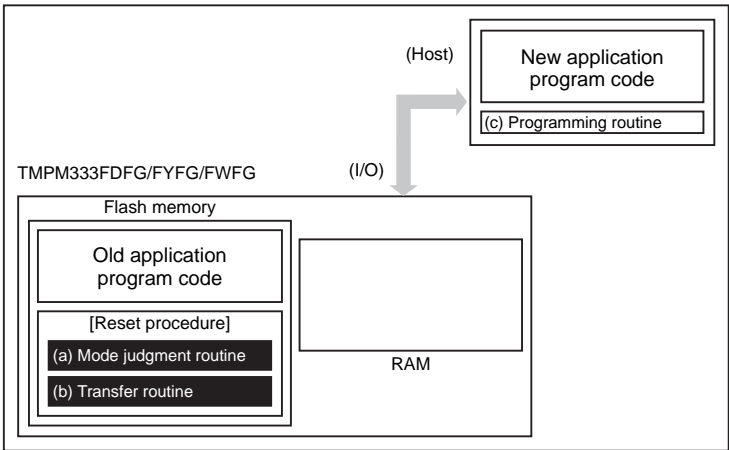 (Host)
New application
program code
(c) Programming routine
TMPM333FDFG/FYFG/FWFG
(I/O)
Flash memory
Old application
program code
[Reset procedure]
(a) Mode judgment routine
(b) Transfer routine
RAM